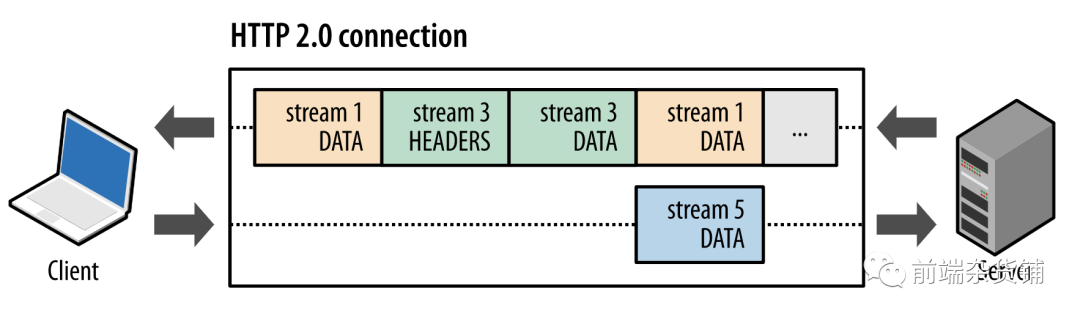 HTTP 2.0 connection
stream 1
DATA
stream 3
HEADERS
stream 3
DATA
stream 1
DATA
...
stream 5
DATA
Client
Server
前端杂货铺